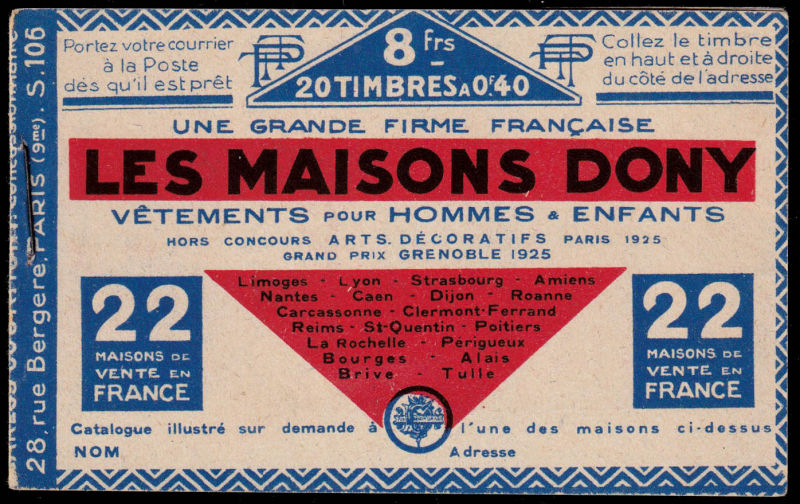 Portez votre courrier
à la Poste
dés qu'il est prêt
8 frs
20 TIMBRES A 0F.40
Collez le timbre
en haut et à droite
du côté de l'adresse
UNE GRANDE FIRME FRANÇAISE
LES MAISONS DONY
VÊTEMENTS POUR HOMMES & ENFANTS
HORS CONCOURS ARTS. DÉCORATIFS PARIS 1925
GRAND PRIX GRENOBLE 1925
22
MAISONS DE
VENTE EN
FRANCE
Limoges - Lyon - Strasbourg - Amiens
Nantes - Caen - Dijon - Roanne
Carcassonne - Clermont-Ferrand
Reims - St-Quentin - Poitiers
La Rochelle - Périgueux
Bourges - Alais
Brive - Tulle
22
MAISONS DE
VENTE EN
FRANCE
Catalogue illustré sur demande à l'une des maisons ci-dessus
NOM Adresse
28, rue Bergère, PARIS (9me). S. 106